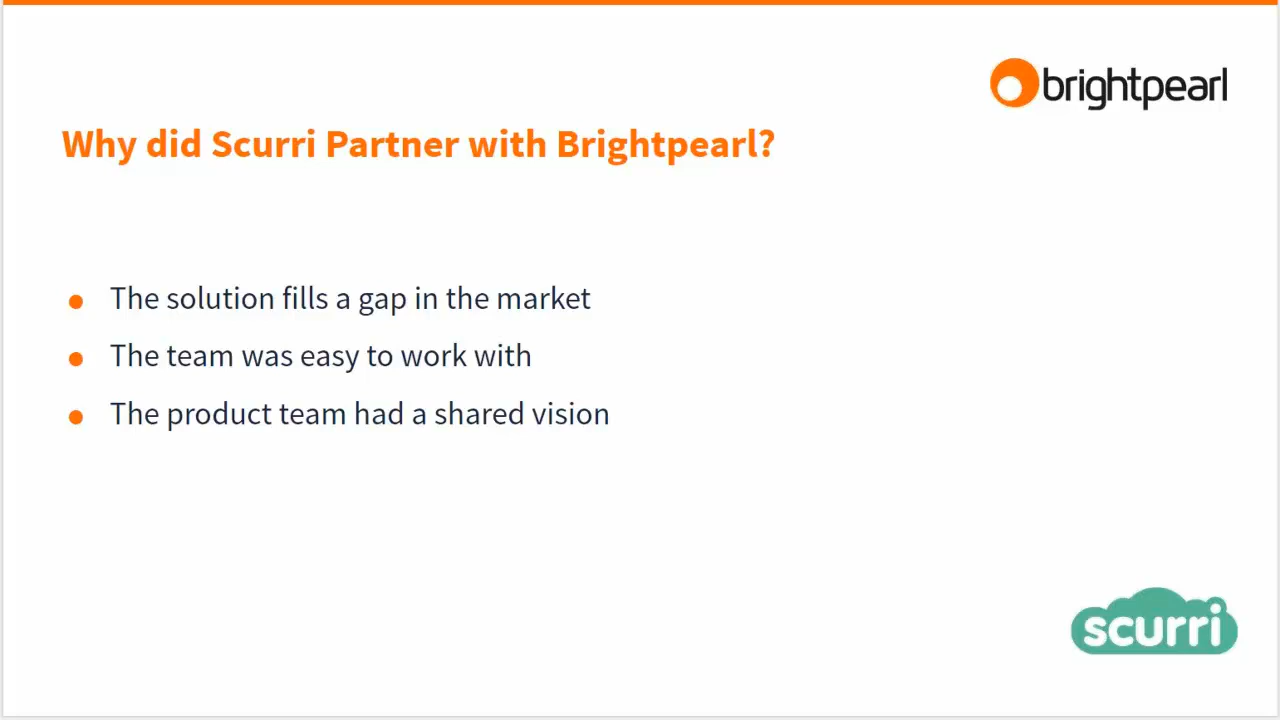 brightpearl
Why did Scurri Partner with Brightpearl?
The solution fills a gap in the market
The team was easy to work with
The product team had a shared vision
scurri